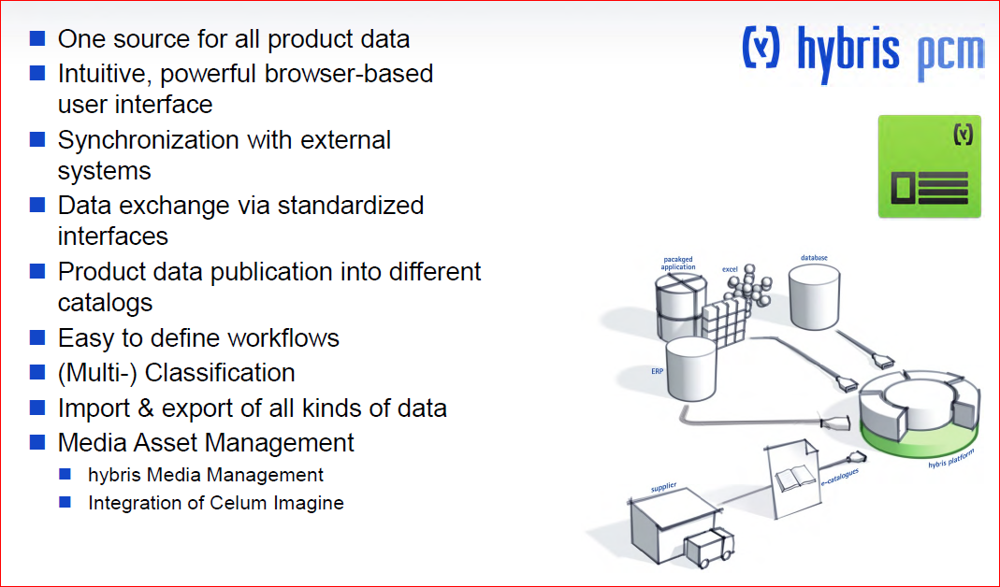 One source for all product data
Intuitive, powerful browser-based
user interface
Synchronization with external
systems
Data exchange via standardized
interfaces
Product data publication into different
catalogs
Easy to define workflows
(Multi-) Classification
Import & export of all kinds of data
Media Asset Management
hybris Media Management
Integration of Celum Imagine
hybris pcm
pacakged
application
excel
database
ERP
hybris platform
e-catalogues
supplier